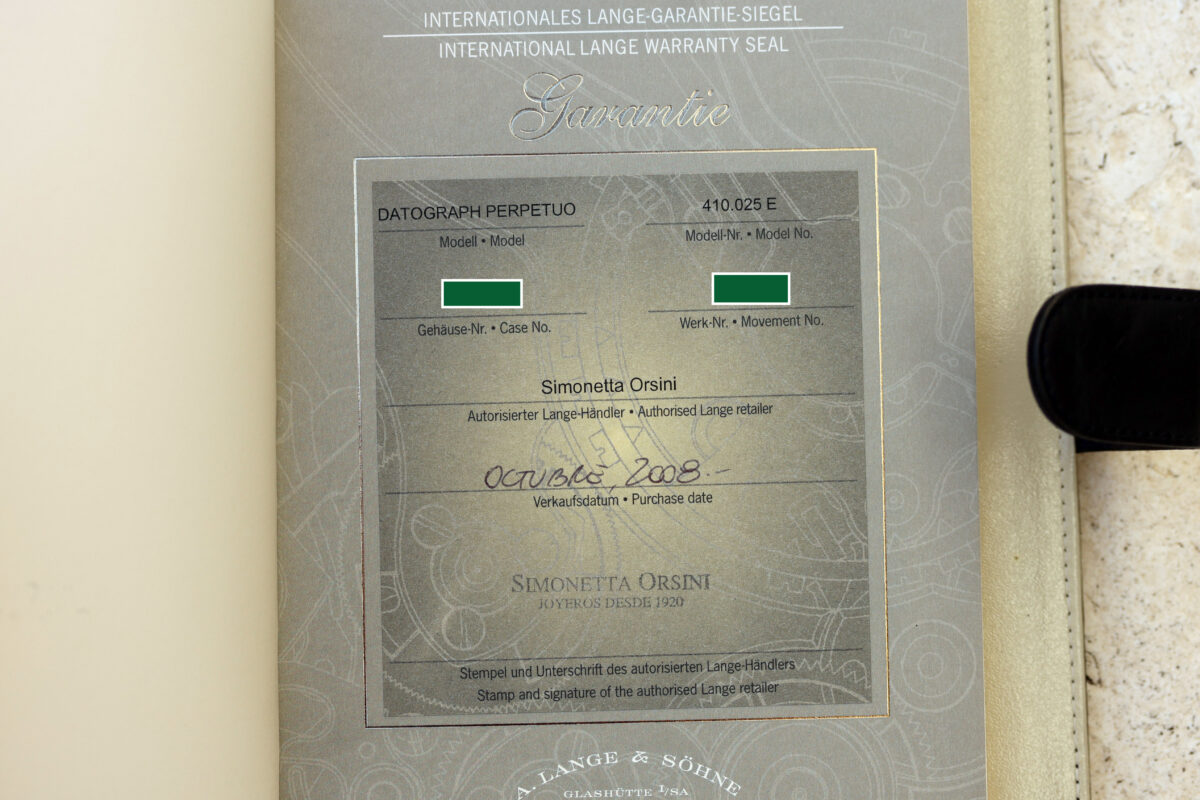 INTERNATIONALES LANGE-GARANTIE-SIEGEL
INTERNATIONAL LANGE WARRANTY SEAL
Garantie
DATOGRAPH PERPETUO
Modell • Model
410.025 E
Modell-Nr. • Model No.
Gehäuse-Nr. • Case No.
Werk-Nr. • Movement No.
Simonetta Orsini
Autorisierter Lange-Händler • Authorised Lange retailer
OCTUBRE, 2008.-
Verkaufsdatum • Purchase date
SIMONETTA ORSINI
JOYEROS DESDE 1920
Stempel und Unterschrift des autorisierten Lange-Händlers
Stamp and signature of the authorised Lange retailer
A. LANGE & SÖHNE
GLASHÜTTE I/SA